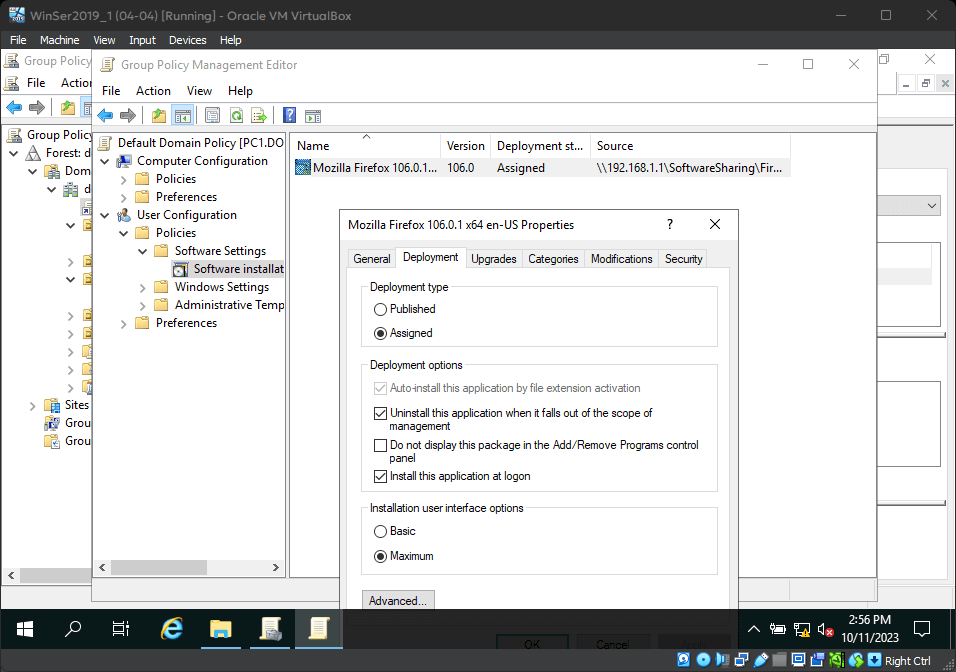 WinSer2019_1 (04-04) [Running] - Oracle VM VirtualBox
File Machine View Input Devices Help
Group Policy
File Action
Group Policy
Forest: d
Sites
Group Policy Management Editor
File Action View Help
Default Domain Policy [PC1.DO
Computer Configuration
Policies
Preferences
User Configuration
Policies
Software Settings
Software installat
Windows Settings
Administrative Temp
Preferences
Name Version Deployment st... Source
Mozilla Firefox 106.0.1... 106.0 Assigned \\192.168.1.1\SoftwareSharing\Fir...
Mozilla Firefox 106.0.1 x64 en-US Properties ?
General Deployment Upgrades Categories Modifications Security
Deployment type
Published
Assigned
Deployment options
Auto-install this application by file extension activation
Uninstall this application when it falls out of the scope of
management
Do not display this package in the Add/Remove Programs control
panel
Install this application at logon
Installation user interface options
Basic
Maximum
Advanced...
OK Cancel
2:56 PM
10/11/2023
Right Ctrl